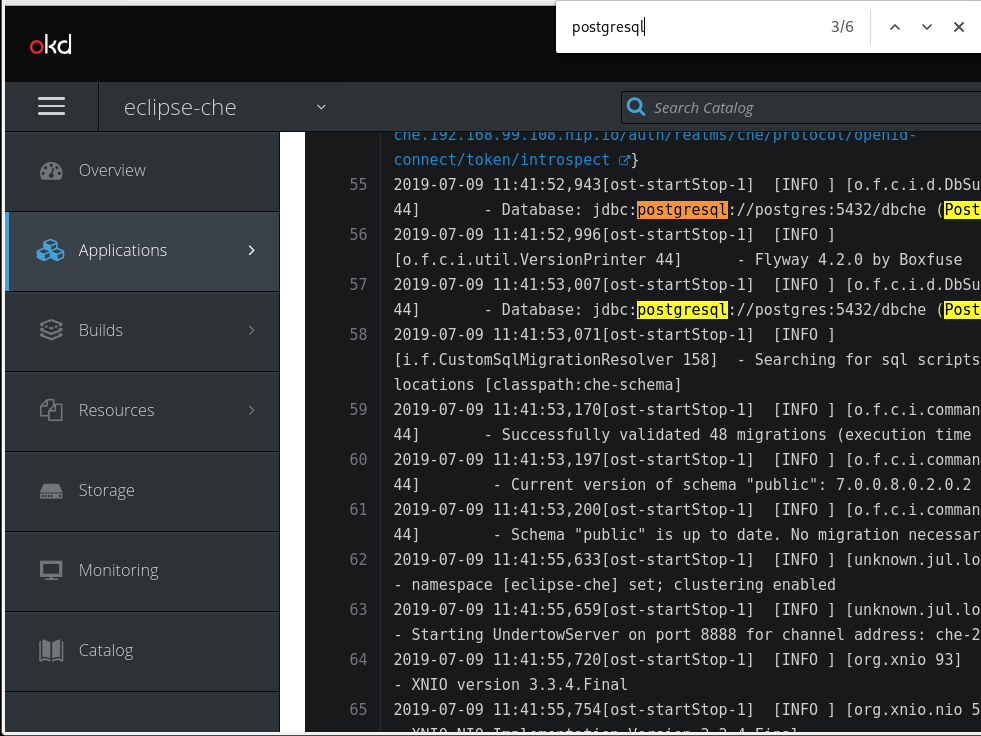 postgresql 3/6
okd
eclipse-che
Search Catalog
Overview
Applications
Builds
Resources
Storage
Monitoring
Catalog
che.192.168.99.108.nip.io/auth/realms/che/protocol/openid-
connect/token/introspect }
55 2019-07-09 11:41:52,943[ost-startStop-1]  [INFO ] [o.f.c.i.d.DbSu
44]       - Database: jdbc:postgresql://postgres:5432/dbche (Post
56 2019-07-09 11:41:52,996[ost-startStop-1]  [INFO ]
[o.f.c.i.util.VersionPrinter 44]      - Flyway 4.2.0 by Boxfuse
57 2019-07-09 11:41:53,007[ost-startStop-1]  [INFO ] [o.f.c.i.d.DbSu
44]       - Database: jdbc:postgresql://postgres:5432/dbche (Post
58 2019-07-09 11:41:53,071[ost-startStop-1]  [INFO ]
[i.f.CustomSqlMigrationResolver 158]  - Searching for sql scripts
locations [classpath:che-schema]
59 2019-07-09 11:41:53,170[ost-startStop-1]  [INFO ] [o.f.c.i.comman
44]       - Successfully validated 48 migrations (execution time
60 2019-07-09 11:41:53,197[ost-startStop-1]  [INFO ] [o.f.c.i.comman
44]        - Current version of schema "public": 7.0.0.8.0.2.0.2
61 2019-07-09 11:41:53,200[ost-startStop-1]  [INFO ] [o.f.c.i.comman
44]        - Schema "public" is up to date. No migration necessar
62 2019-07-09 11:41:55,633[ost-startStop-1]  [INFO ] [unknown.jul.lo
- namespace [eclipse-che] set; clustering enabled
63 2019-07-09 11:41:55,659[ost-startStop-1]  [INFO ] [unknown.jul.lo
- Starting UndertowServer on port 8888 for channel address: che-2
64 2019-07-09 11:41:55,720[ost-startStop-1]  [INFO ] [org.xnio 93]
- XNIO version 3.3.4.Final
65 2019-07-09 11:41:55,754[ost-startStop-1]  [INFO ] [org.xnio.nio 5
- XNIO NIO Implementation Version 3.3.4.Final